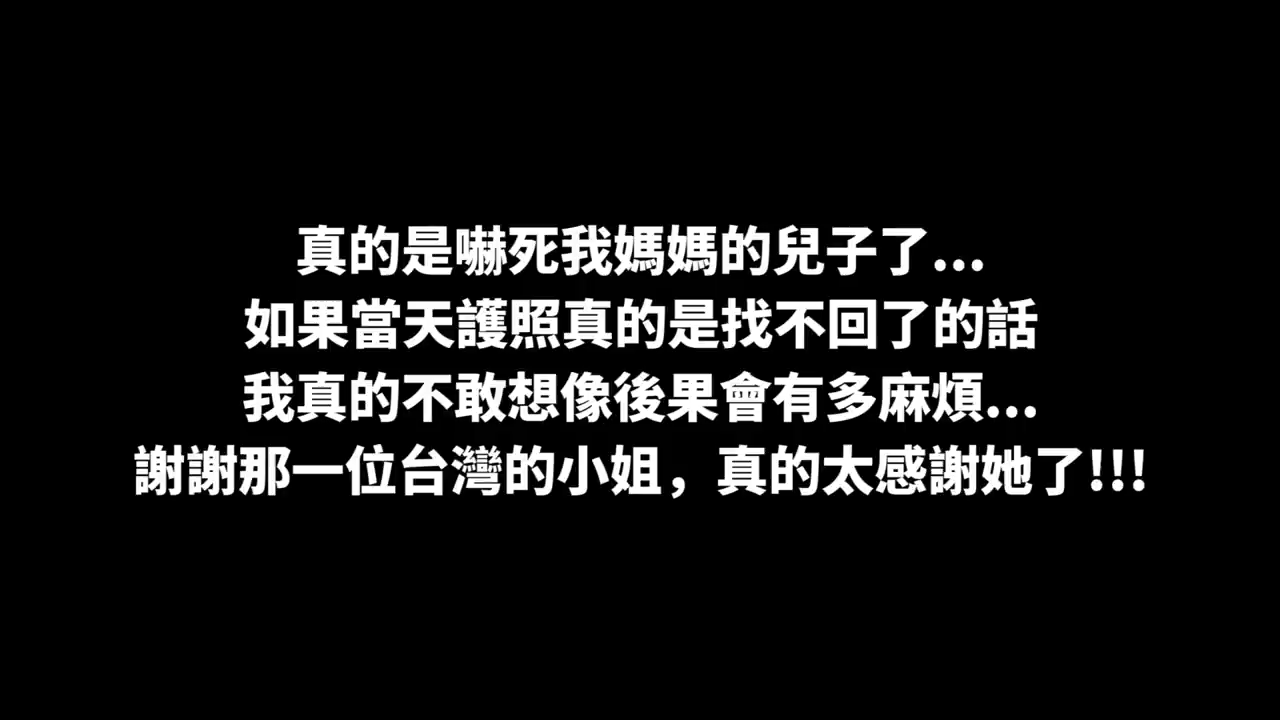 真的是嚇死我媽媽的兒子了...
如果當天護照真的是找不回了的話
我真的不敢想像後果會有多麻煩...
謝謝那一位台灣的小姐，真的太感謝她了!!!